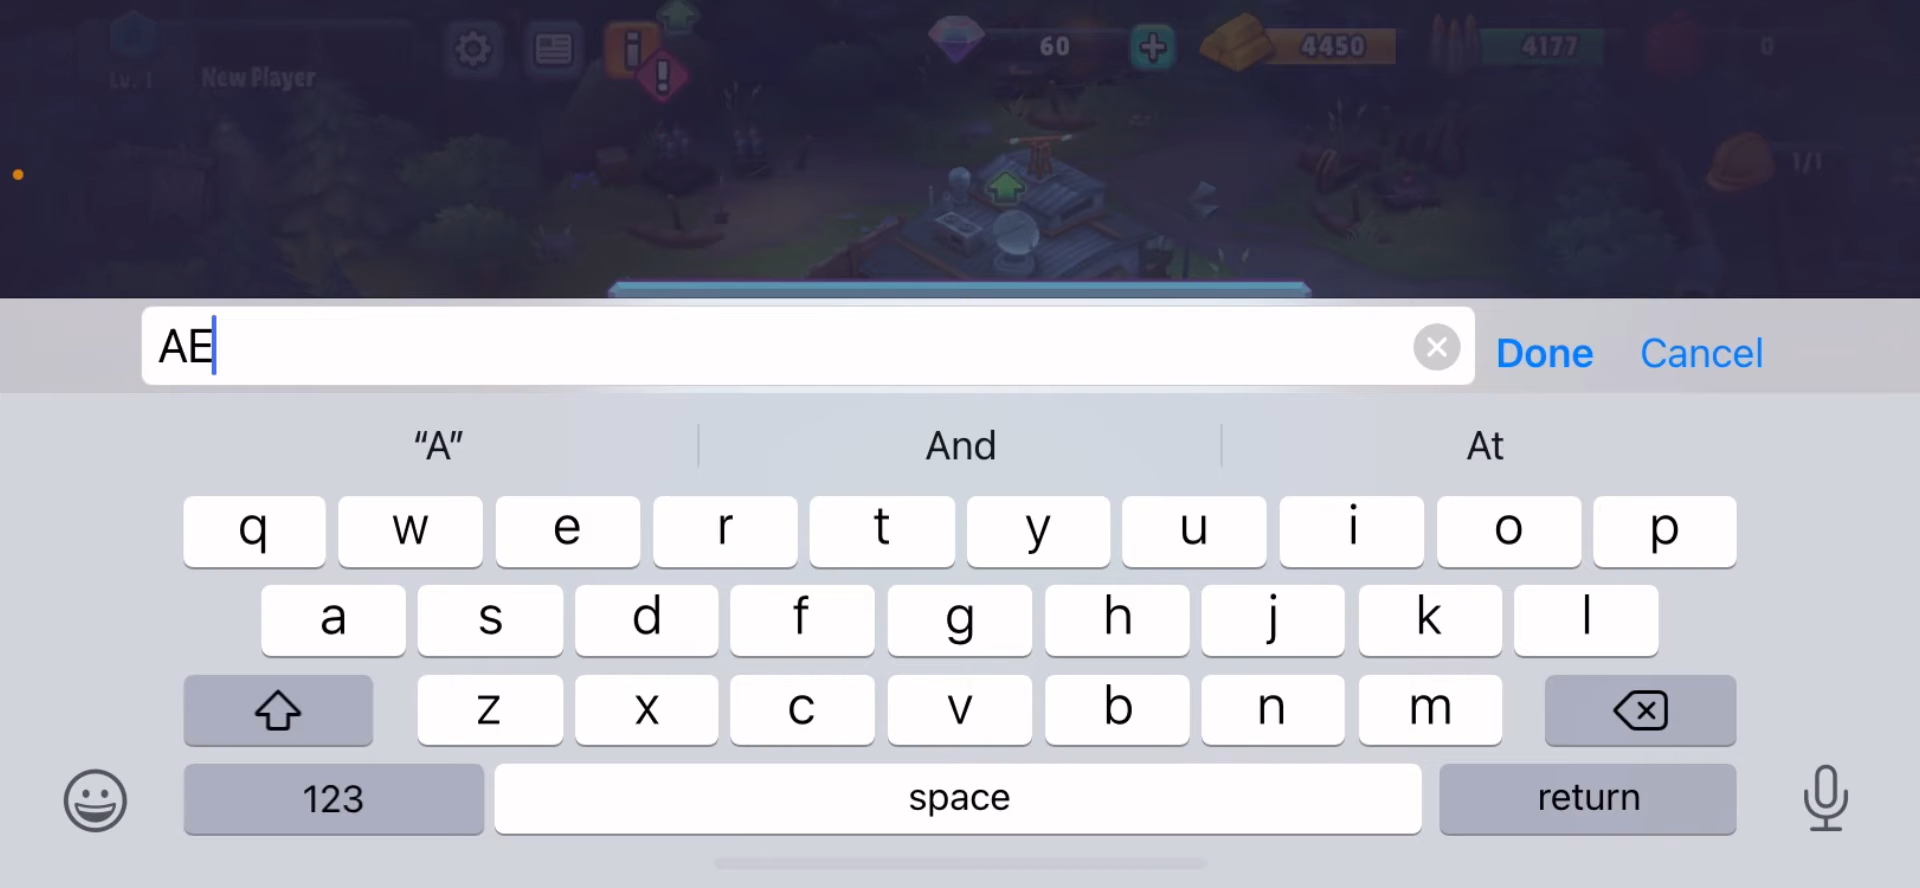 Lv. 1
New Player
60
4450
4177
0
1/1
AE
Done
Cancel
“A”
And
At
q w e r t y u i o p
a s d f g h j k l
z x c v b n m
123
space
return